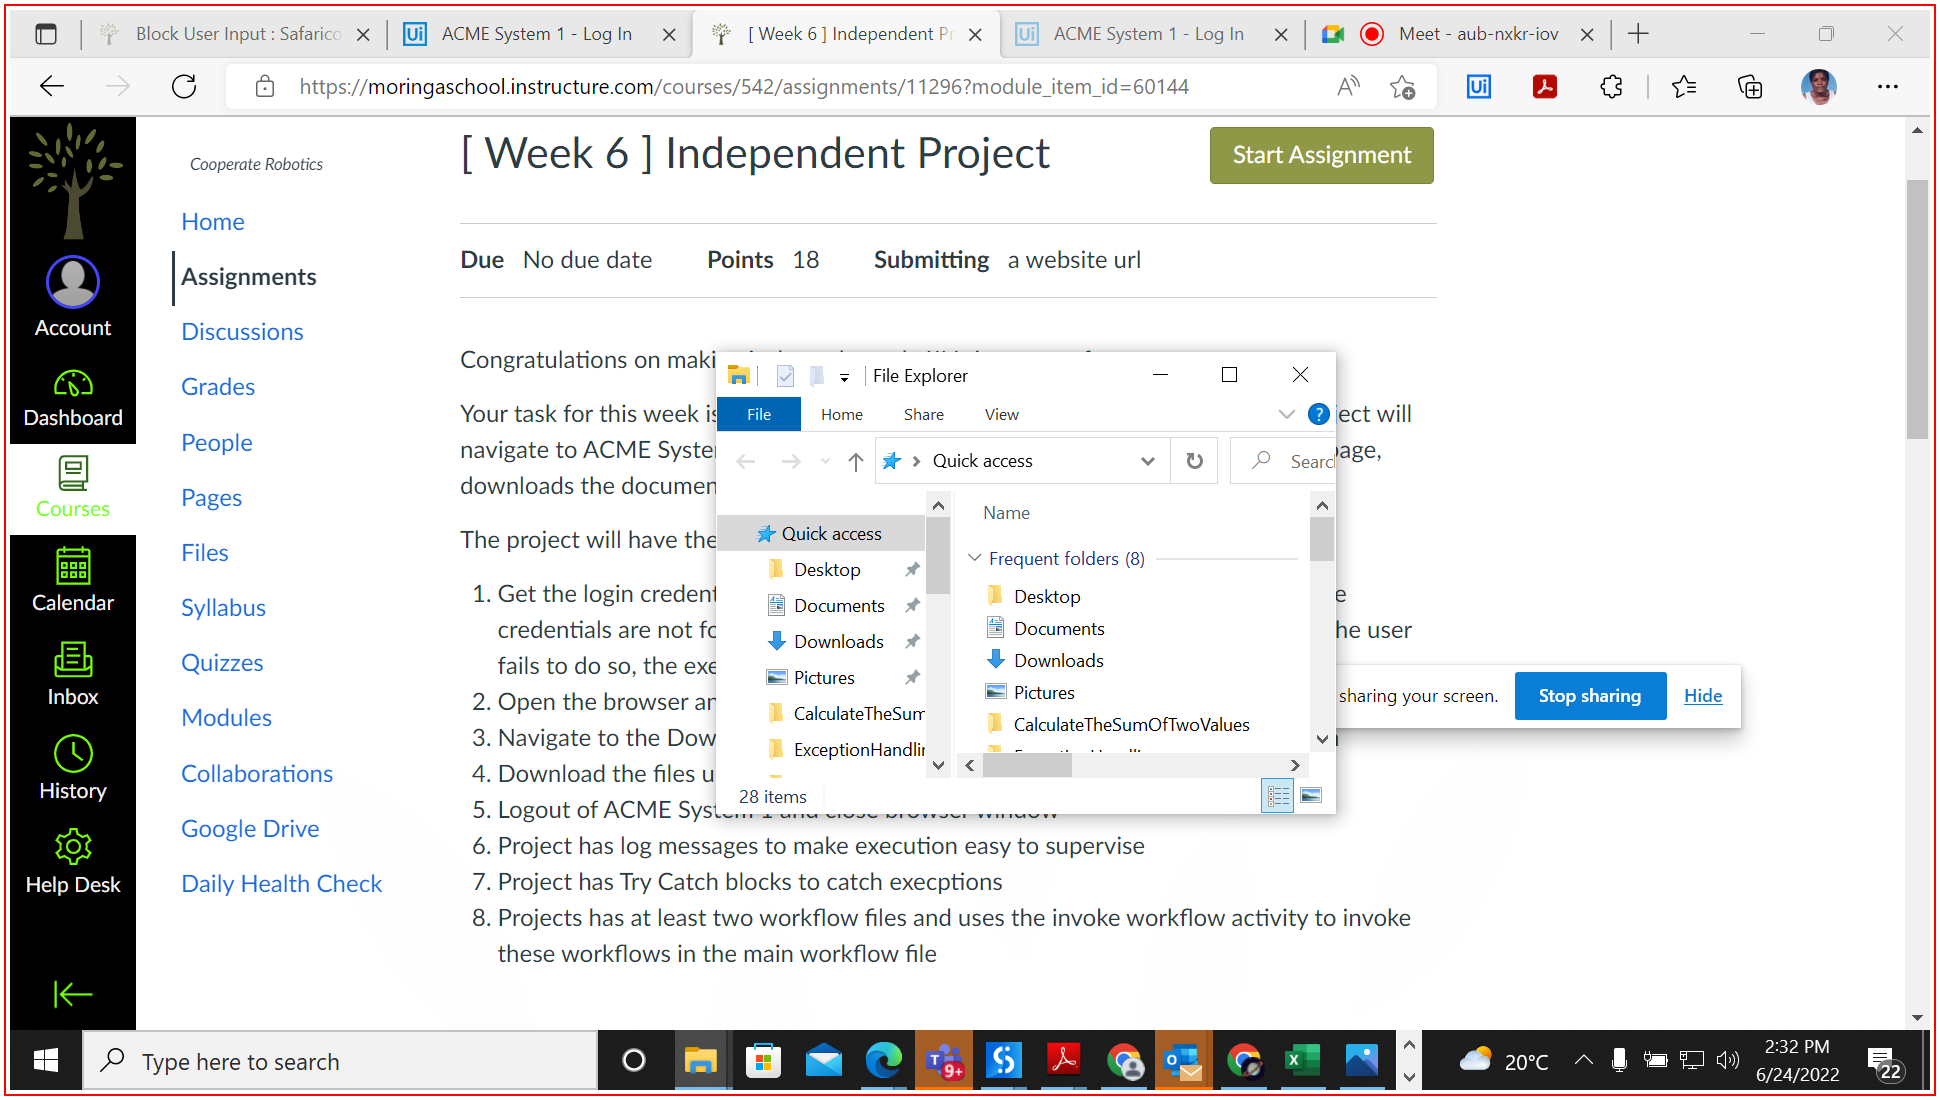 Block User Input : Safarico
ACME System 1 - Log In
[ Week 6 ] Independent Pr
ACME System 1 - Log In
Meet - aub-nxkr-iov
https://moringaschool.instructure.com/courses/542/assignments/11296?module_item_id=60144
Account
Dashboard
Courses
Calendar
Inbox
History
Help Desk
Cooperate Robotics
Home
Assignments
Discussions
Grades
People
Pages
Files
Syllabus
Quizzes
Modules
Collaborations
Google Drive
Daily Health Check
[ Week 6 ] Independent Project
Start Assignment
Due No due date Points 18 Submitting a website url
Congratulations on maki
Your task for this week is ect will
navigate to ACME Syste age,
downloads the documen
The project will have the
1. Get the login credent e
credentials are not fo he user
fails to do so, the exe
2. Open the browser an
3. Navigate to the Dow
4. Download the files u
5. Logout of ACME System 1 and close browser window
6. Project has log messages to make execution easy to supervise
7. Project has Try Catch blocks to catch execptions
8. Projects has at least two workflow files and uses the invoke workflow activity to invoke
these workflows in the main workflow file
File Explorer
File Home Share View
Quick access
Searc
Quick access
Desktop
Documents
Downloads
Pictures
CalculateTheSum
ExceptionHandlin
Name
Frequent folders (8)
Desktop
Documents
Downloads
Pictures
CalculateTheSumOfTwoValues
28 items
sharing your screen.
Stop sharing
Hide
Type here to search
9+
20°C
2:32 PM
6/24/2022
22